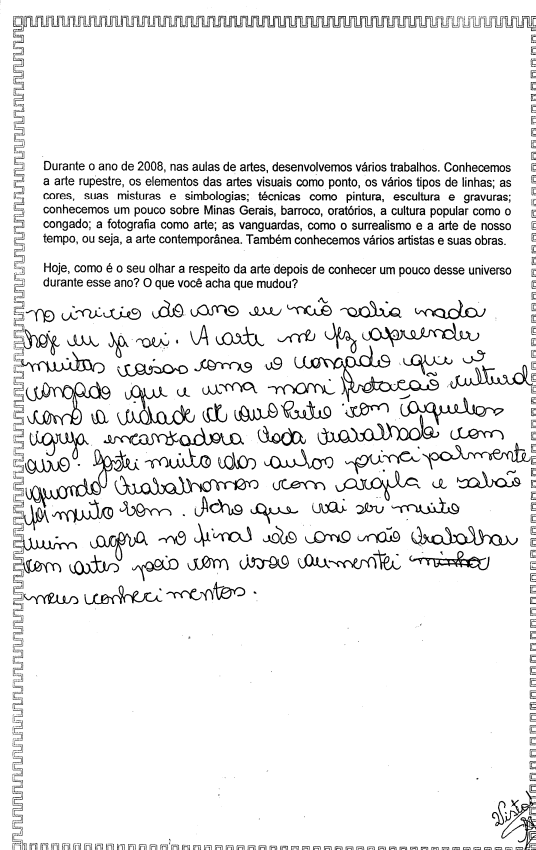 Durante o ano de 2008, nas aulas de artes, desenvolvemos vários trabalhos. Conhecemos
a arte rupestre, os elementos das artes visuais como ponto, os vários tipos de linhas; as
cores, suas misturas e simbologias; técnicas como pintura, escultura e gravuras;
conhecemos um pouco sobre Minas Gerais, barroco, oratórios, a cultura popular como o
congado; a fotografia como arte; as vanguardas, como o surrealismo e a arte de nosso
tempo, ou seja, a arte contemporânea. Também conhecemos vários artistas e suas obras.
Hoje, como é o seu olhar a respeito da arte depois de conhecer um pouco desse universo
durante esse ano? O que você acha que mudou?
no inicio do ano eu não sabia nada
hoje eu ja sei. A arte me fez apreender
muitas coisas como o congado que o
congado que e uma mani festacão cultural
como a cidade de ouro Preto com aquelas
igreja encantadora toda trabalhada com
ouro. Gostei muito das aulas principalmente
quando trabalhamos com argila e sabão
foi muito bom. Acho que vai ser muito
ruim agora no final do ano não trabalhar
com artes pois com isso aumentei minha
meus conheci mentos.
Visto